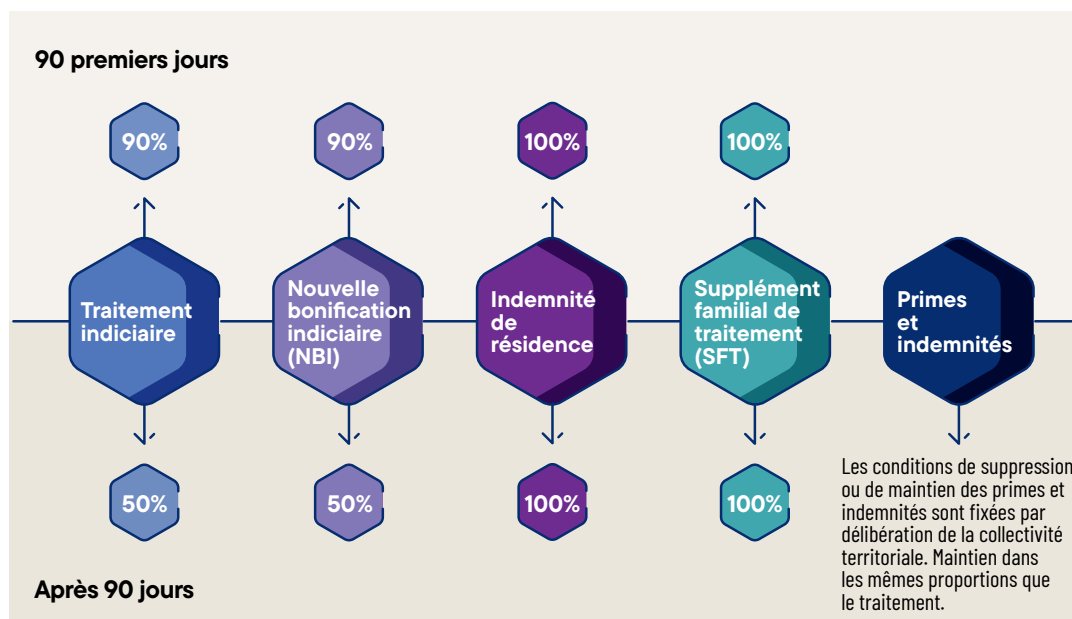 90 premiers jours
90%
90%
100%
100%
Traitement
indiciaire
Nouvelle
bonification
indiciaire
(NBI)
Indemnité
de
résidence
Supplément
familial de
traitement
(SFT)
Primes
et
indemnités
50%
50%
100%
100%
Les conditions de suppression
ou de maintien des primes et
indemnités sont fixées par
délibération de la collectivité
territoriale. Maintien dans
les mêmes proportions que
le traitement.
Après 90 jours